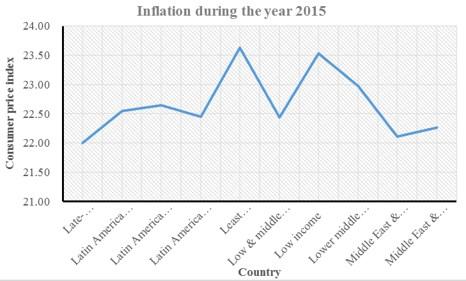 Inflation during the year 2015
Consumer price index
24.00
23.50
23.00
22.50
22.00
21.50
21.00
Late-...
Latin America...
Latin America...
Latin America...
Least...
Low & middle...
Low income
Lower middle...
Middle East &...
Middle East &...
Country